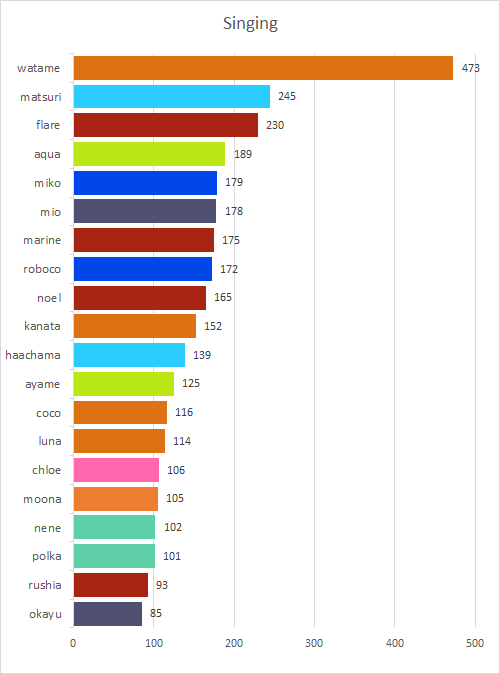 Singing
watame 473
matsuri 245
flare 230
aqua 189
miko 179
mio 178
marine 175
roboco 172
noel 165
kanata 152
haachama 139
ayame 125
coco 116
luna 114
chloe 106
moona 105
nene 102
polka 101
rushia 93
okayu 85
0 100 200 300 400 500